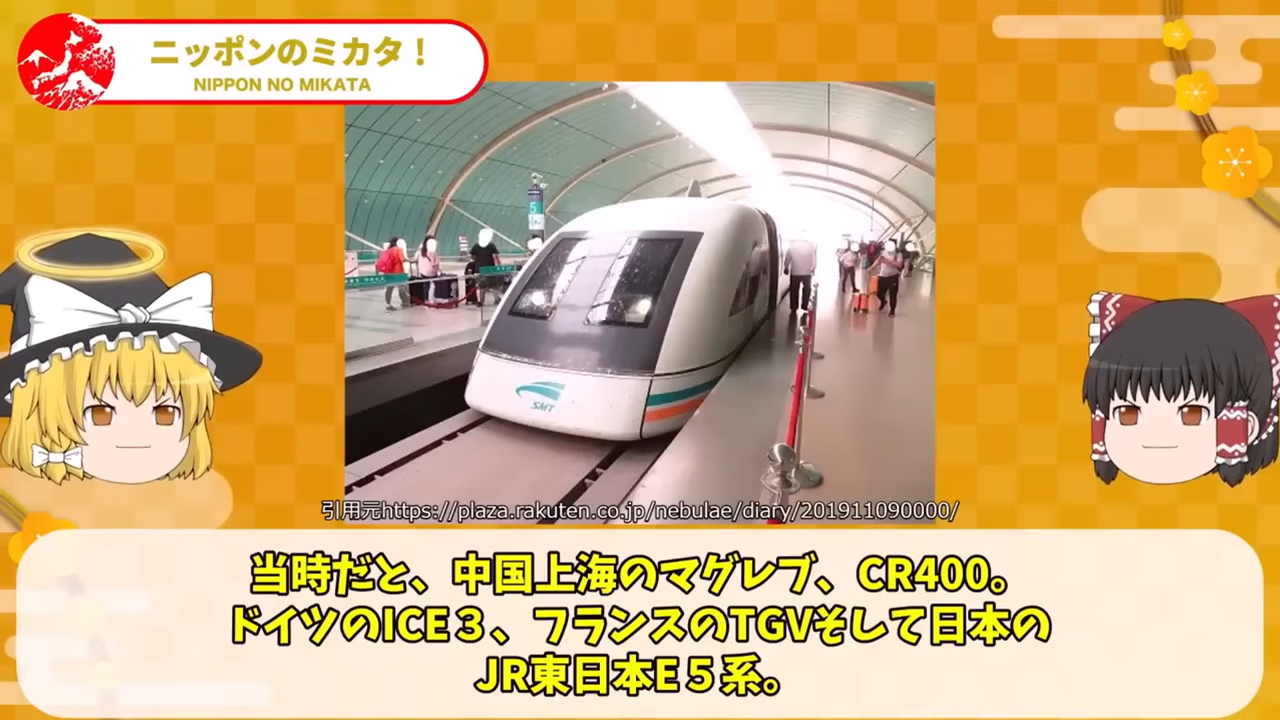 ニッポンのミカタ！
NIPPON NO MIKATA
5
SMT
引用元https://plaza.rakuten.co.jp/nebulae/diary/201911090000/
当時だと、中国上海のマグレブ、CR400。
ドイツのICE３、フランスのTGVそして日本の
JR東日本E５系。